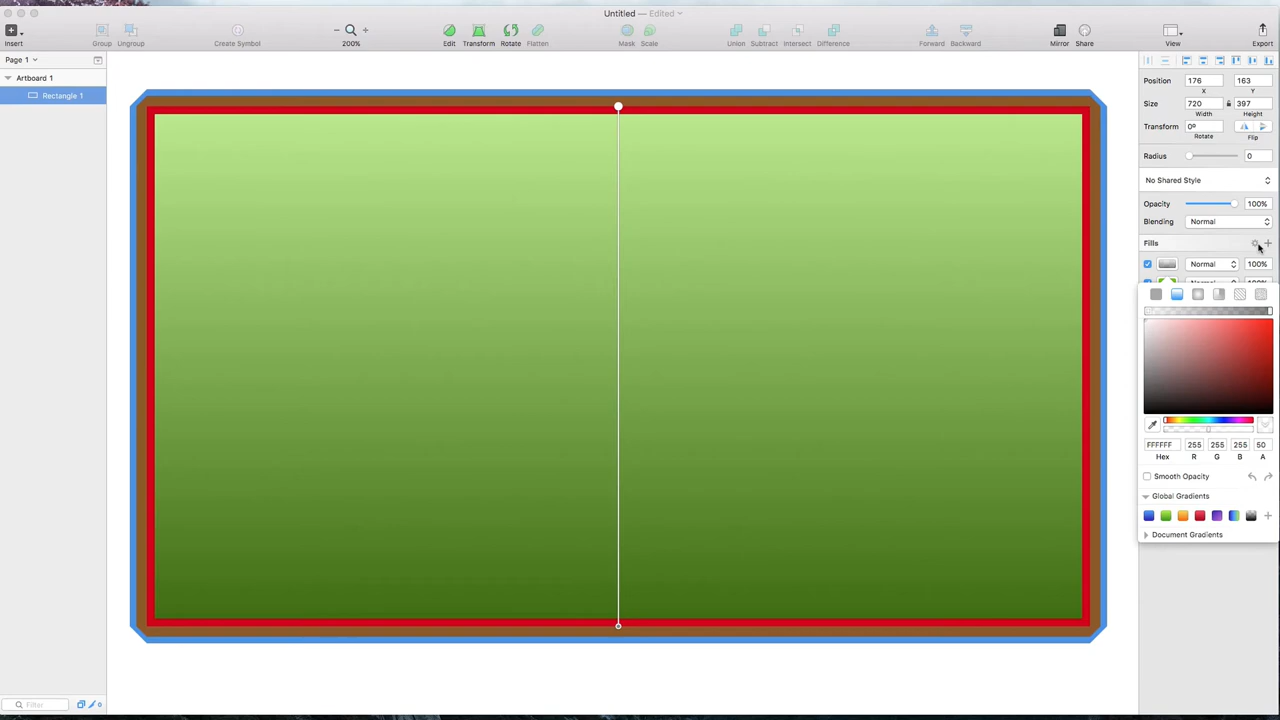 Untitled — Edited
Insert Group Ungroup Create Symbol 200% Edit Transform Rotate Flatten Mask Scale Union Subtract Intersect Difference Forward Backward Mirror Share View Export
Page 1
Artboard 1
Rectangle 1
Position 176 163
X Y
Size 720 397
Width Height
Transform 0º
Rotate Flip
Radius 0
No Shared Style
Opacity 100%
Blending Normal
Fills
Normal 100%
FFFFFF 255 255 255 50
Hex R G B A
Smooth Opacity
Global Gradients
Document Gradients
Filter 0